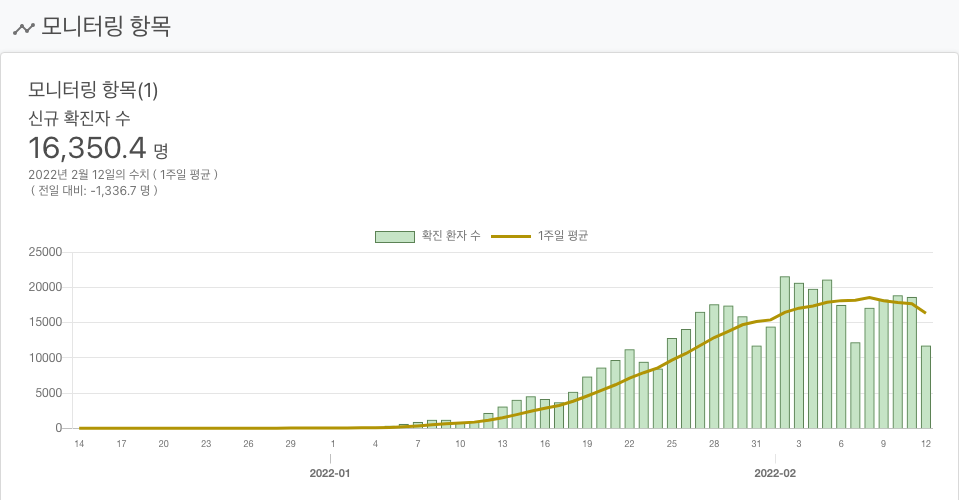 모니터링 항목
모니터링 항목(1)
신규 확진자 수
16,350.4 명
2022년 2월 12일의 수치 ( 1주일 평균 )
( 전일 대비: -1,336.7 명 )
확진 환자 수 1주일 평균
25000
20000
15000
10000
5000
0
14 17 20 23 26 29 1 4 7 10 13 16 19 22 25 28 31 3 6 9 12
2022-01 2022-02